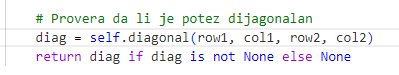 # Provera da li je potez dijagonalan
diag = self.diagonal(row1, col1, row2, col2)
return diag if diag is not None else None